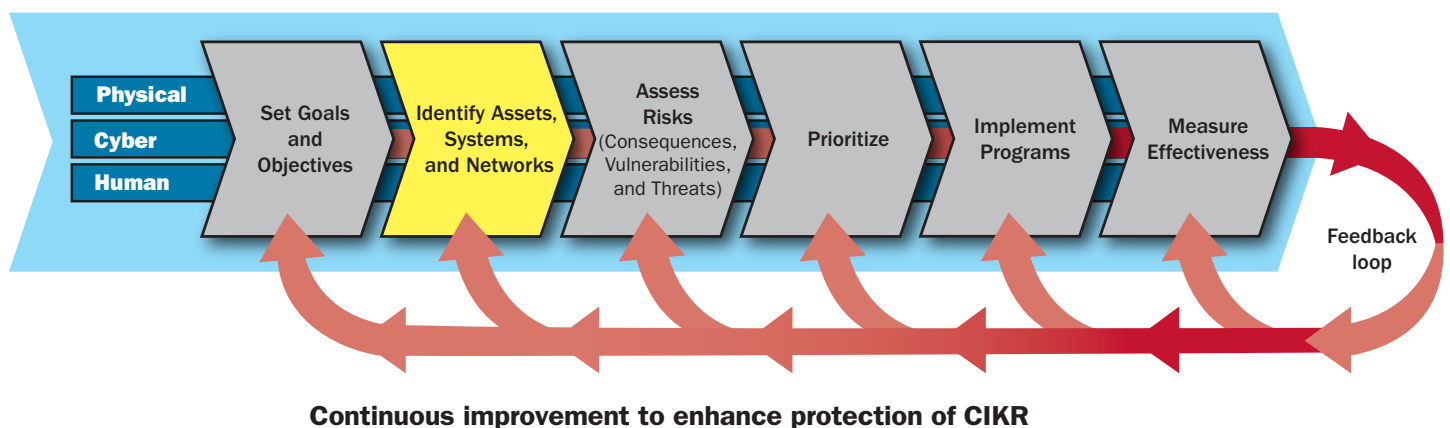 Physical
Cyber
Human
Set Goals
and
Objectives
Identify Assets,
Systems,
and Networks
Assess
Risks
(Consequences,
Vulnerabilities,
and Threats)
Prioritize
Implement
Programs
Measure
Effectiveness
Feedback
loop
Continuous improvement to enhance protection of CIKR